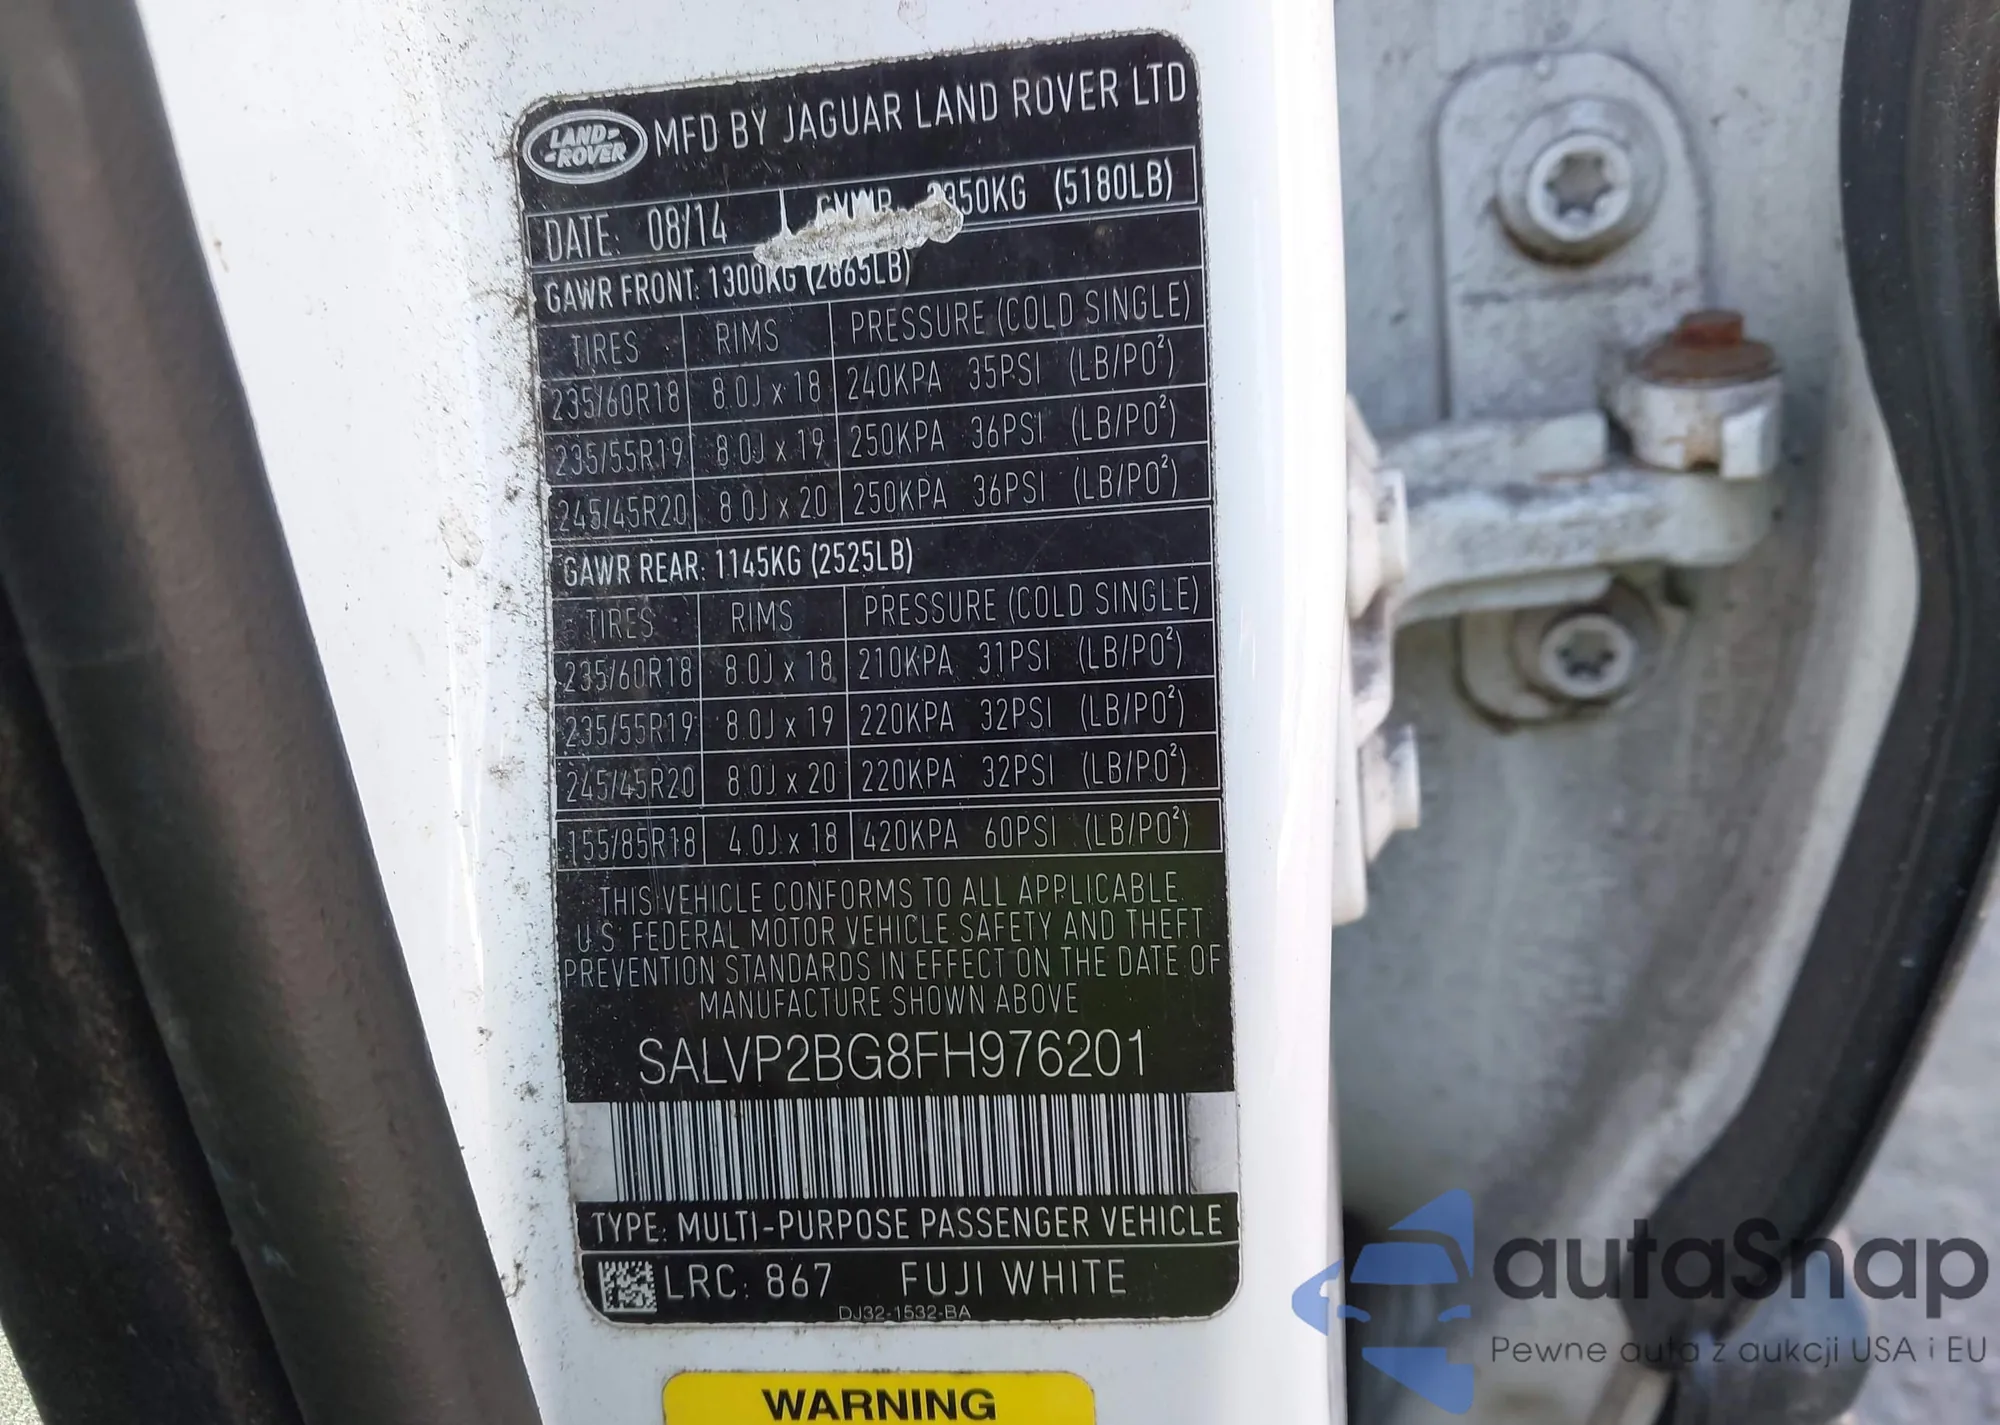 LAND-
-ROVER
MFD BY JAGUAR LAND ROVER LTD
DATE: 08/14 (5180LB)
GAWR FRONT: 1300KG (2865LB)
TIRES RIMS PRESSURE (COLD SINGLE)
235/60R18 8.0J x 18 240KPA 35PSI (LB/PO²)
235/55R19 8.0J x 19 250KPA 36PSI (LB/PO²)
245/45R20 8.0J x 20 250KPA 36PSI (LB/PO²)
GAWR REAR: 1145KG (2525LB)
TIRES RIMS PRESSURE (COLD SINGLE)
235/60R18 8.0J x 18 210KPA 31PSI (LB/PO²)
235/55R19 8.0J x 19 220KPA 32PSI (LB/PO²)
245/45R20 8.0J x 20 220KPA 32PSI (LB/PO²)
155/85R18 4.0J x 18 420KPA 60PSI (LB/PO²)
THIS VEHICLE CONFORMS TO ALL APPLICABLE
U.S. FEDERAL MOTOR VEHICLE SAFETY AND THEFT
PREVENTION STANDARDS IN EFFECT ON THE DATE OF
MANUFACTURE SHOWN ABOVE
SALVP2BG8FH976201
TYPE: MULTI-PURPOSE PASSENGER VEHICLE
LRC: 867 FUJI WHITE
DJ32-1532-BA
WARNING
autaSnap
Pewne auta z aukcji USA i EU